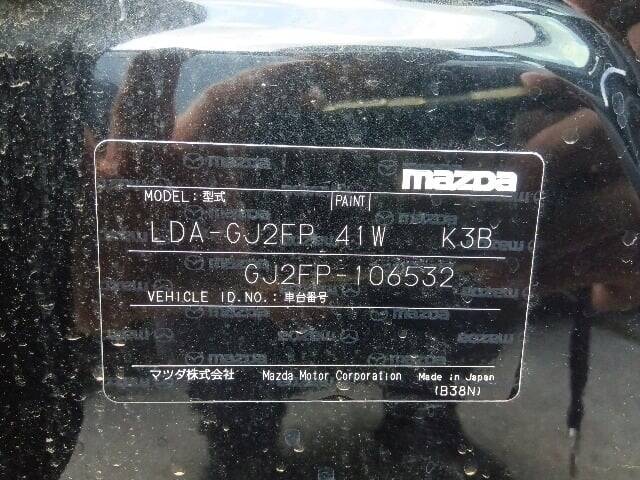 mazda
MODEL:型式 PAINT
LDA-GJ2FP 41W K3B
GJ2FP-106532
VEHICLE ID.NO.:車台番号
マツダ株式会社 Mazda Motor Corporation Made in Japan
(B38N)